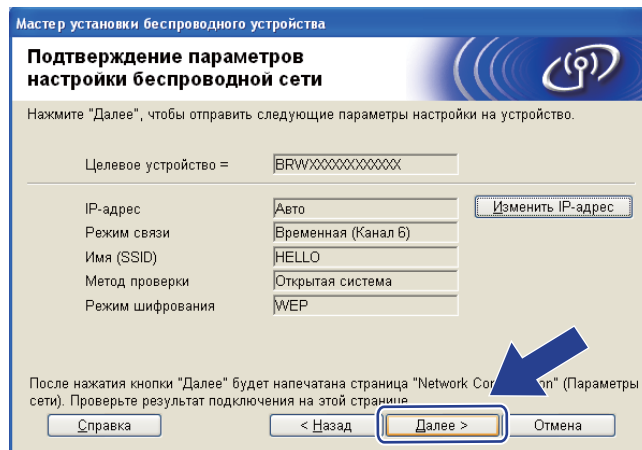 Мастер установки беспроводного устройства
Подтверждение параметров
настройки беспроводной сети
Нажмите "Далее", чтобы отправить следующие параметры настройки на устройство.
Целевое устройство = BRWXXXXXXXXXXXX
IP-адрес Авто Изменить IP-адрес
Режим связи Временная (Канал 6)
Имя (SSID) HELLO
Метод проверки Открытая система
Режим шифрования WEP
После нажатия кнопки "Далее" будет напечатана страница "Network (Параметры
сети). Проверьте результат подключения на этой странице
Справка < Назад Далее > Отмена